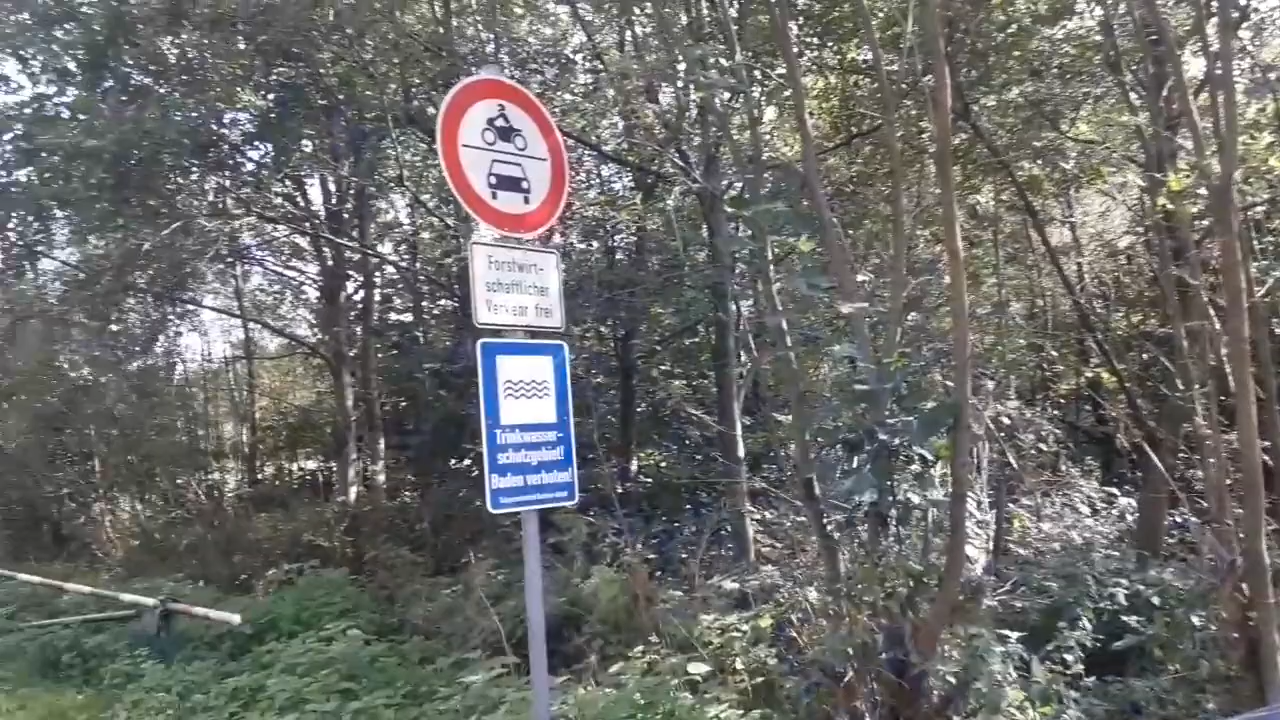 Forstwirt-
schaftlicher
Verkehr frei
Trinkwasser-
schutzgebiet!
Baden verboten!